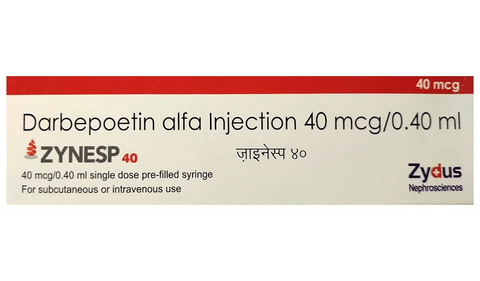 40 mcg
Darbepoetin alfa Injection 40 mcg/0.40 ml
ZYNESP 40
ज़ाइनेस्प ४०
40 mcg/0.40 ml single dose pre-filled syringe
For subcutaneous or intravenous use
Zydus
Nephrosciences